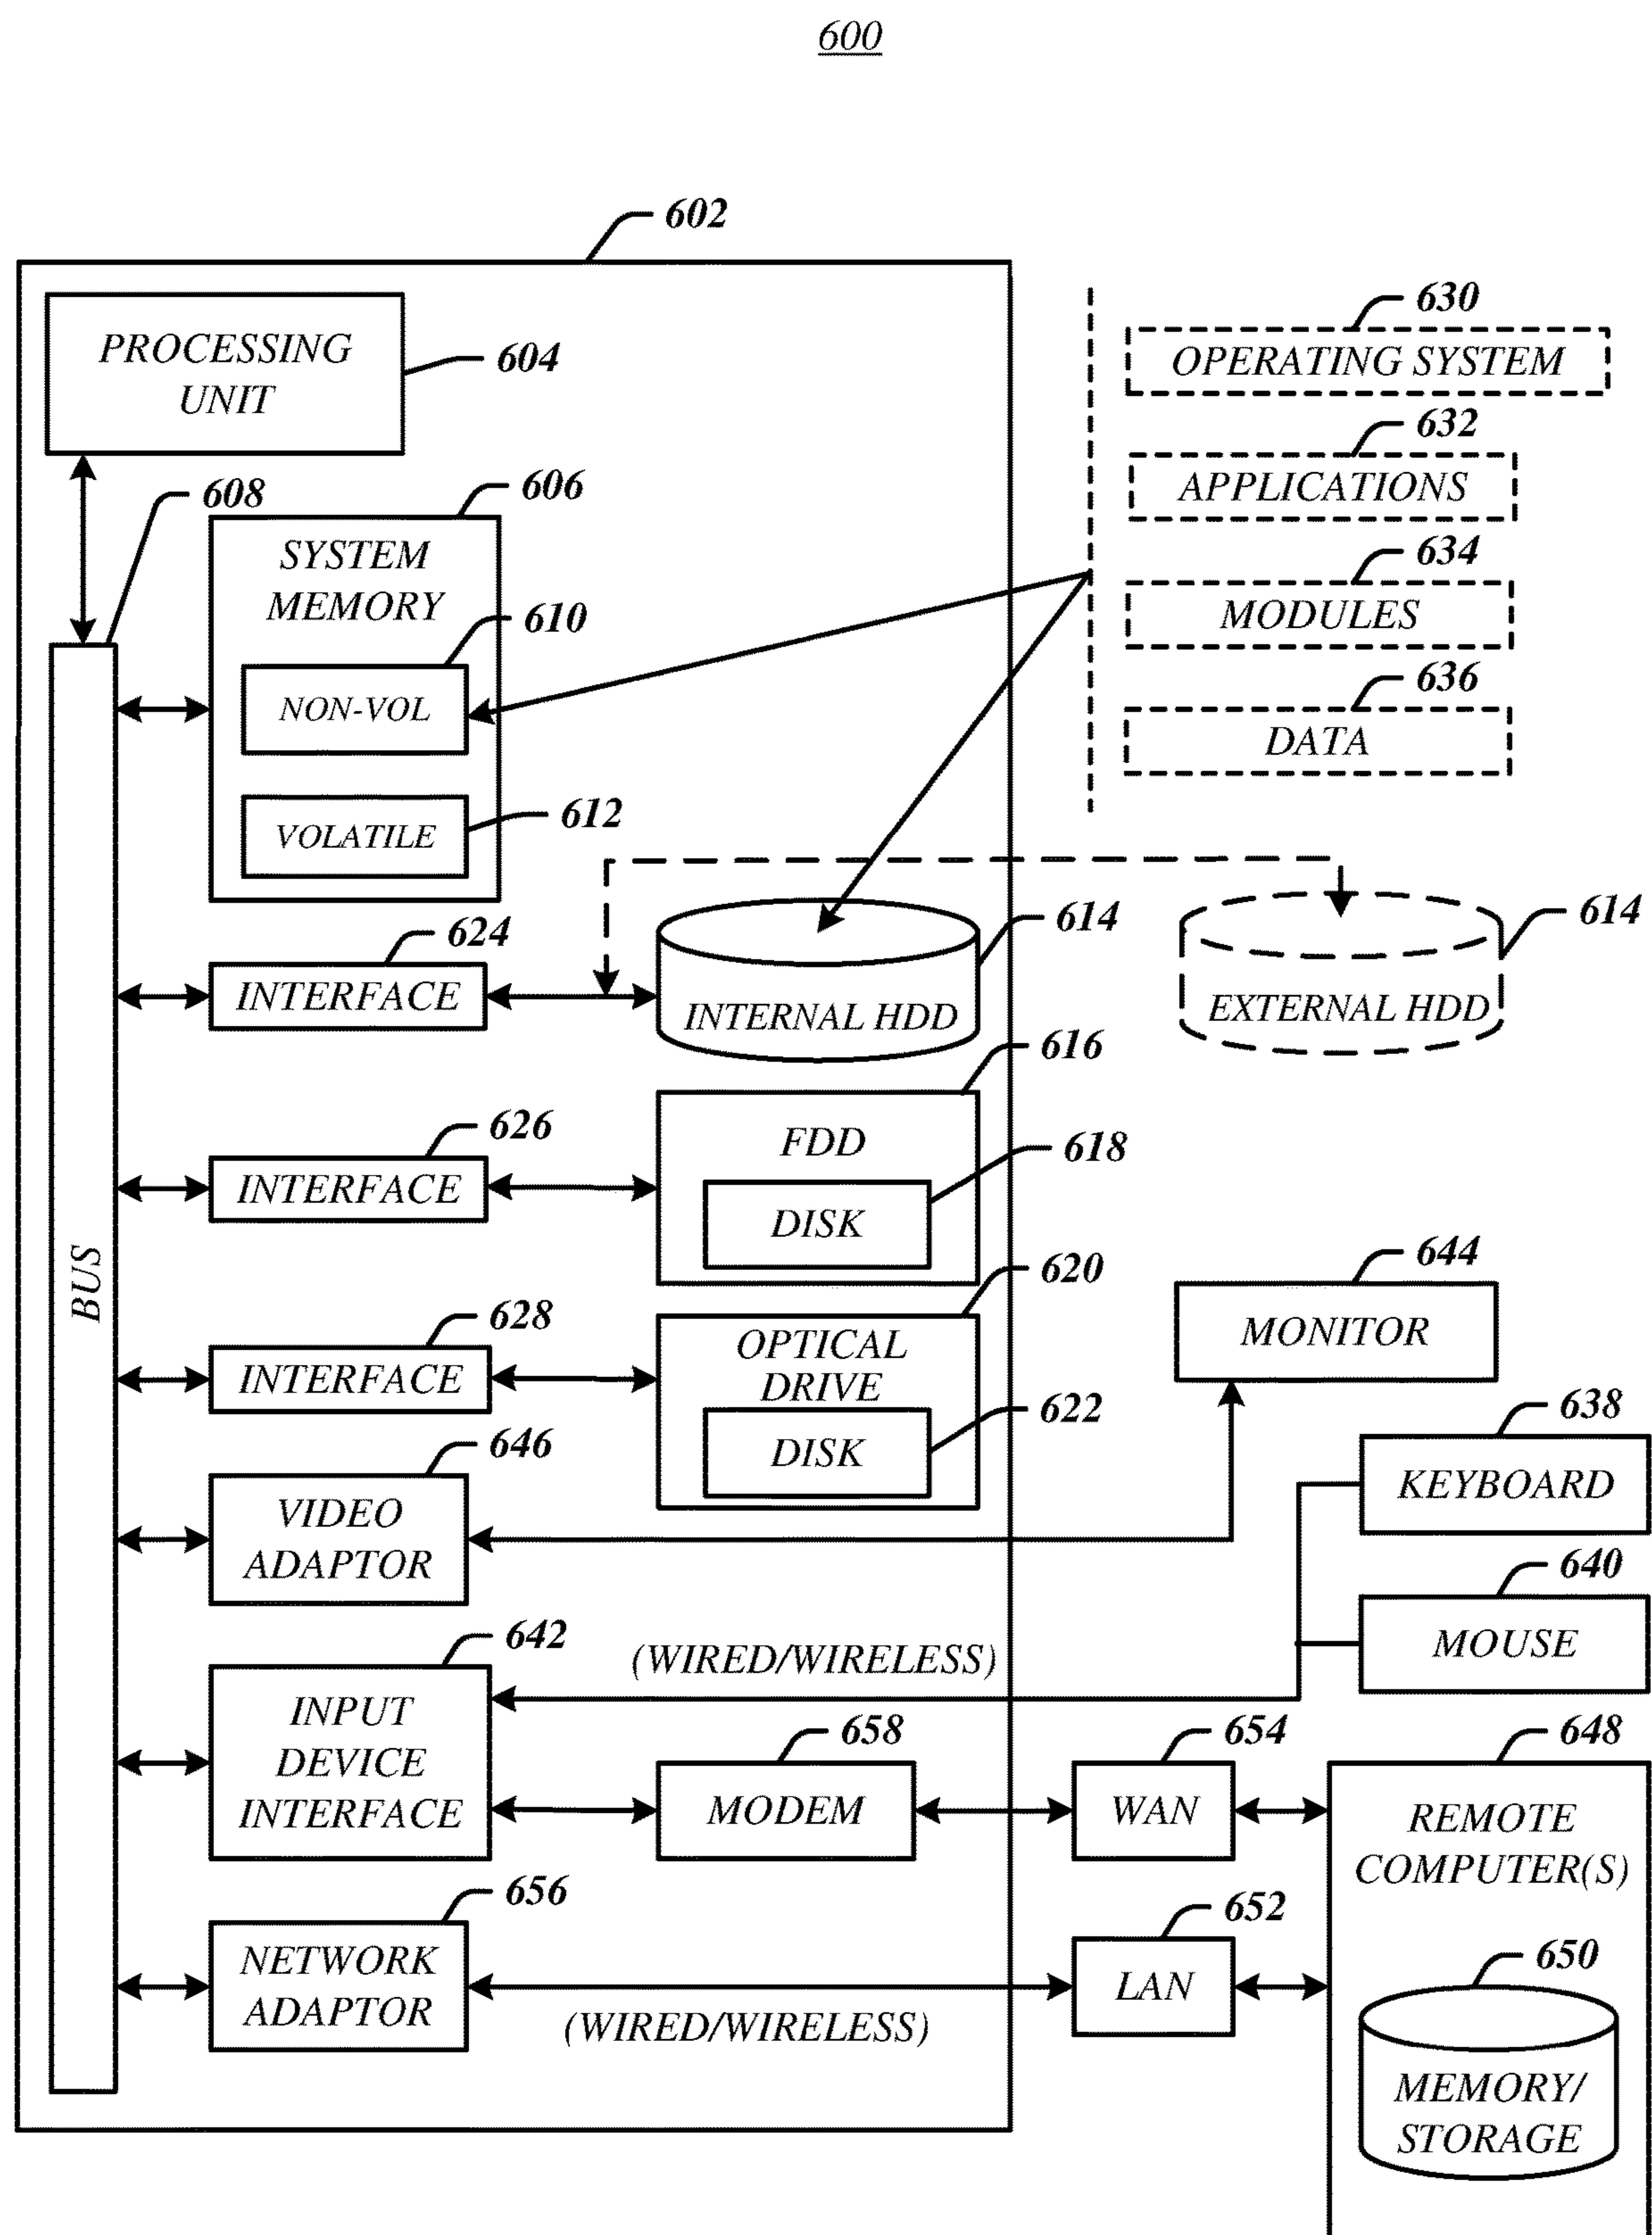 600
602
PROCESSING
UNIT
604
630
OPERATING SYSTEM
632
APPLICATIONS
634
MODULES
636
DATA
608
606
SYSTEM
MEMORY
610
NON-VOL
612
VOLATILE
BUS
624
INTERFACE
614
INTERNAL HDD
614
EXTERNAL HDD
626
INTERFACE
616
FDD
618
DISK
628
INTERFACE
620
OPTICAL
DRIVE
622
DISK
644
MONITOR
646
VIDEO
ADAPTOR
638
KEYBOARD
640
MOUSE
642
INPUT
DEVICE
INTERFACE
(WIRED/WIRELESS)
658
MODEM
654
WAN
648
REMOTE
COMPUTER(S)
656
NETWORK
ADAPTOR
(WIRED/WIRELESS)
652
LAN
650
MEMORY/
STORAGE